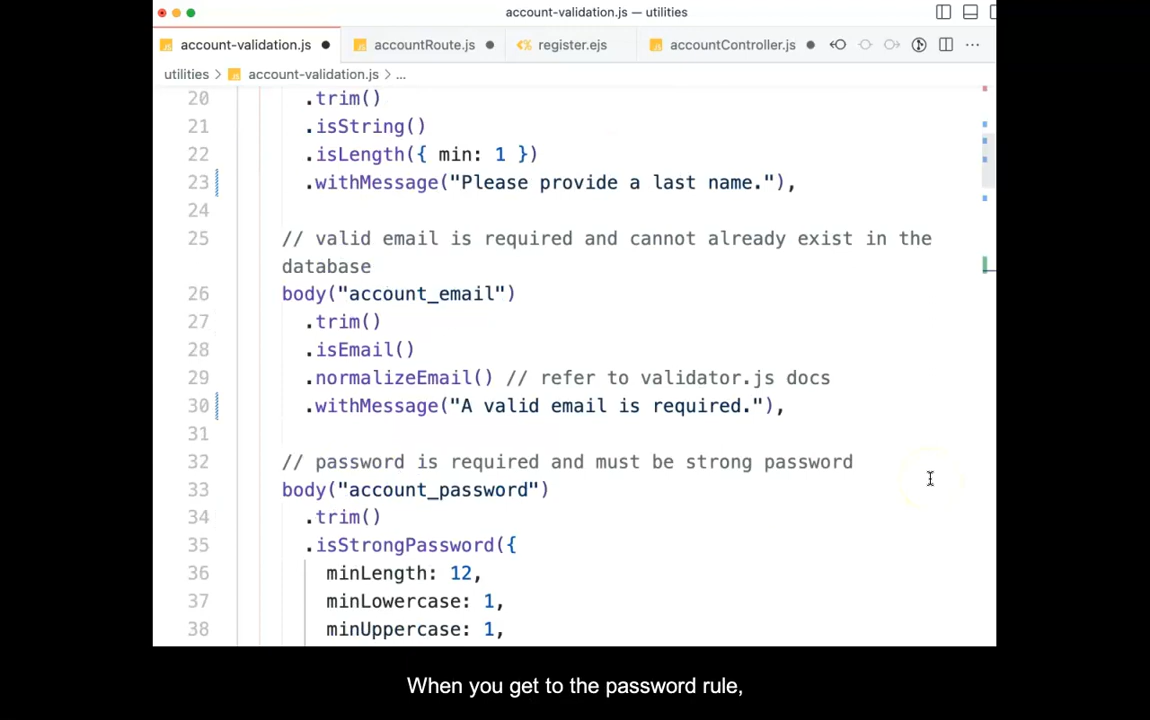 account-validation.js — utilities
account-validation.js accountRoute.js register.ejs accountController.js
utilities > account-validation.js > ...
20 .trim()
21 .isString()
22 .isLength({ min: 1 })
23 .withMessage("Please provide a last name."),
24
25 // valid email is required and cannot already exist in the
database
26 body("account_email")
27 .trim()
28 .isEmail()
29 .normalizeEmail() // refer to validator.js docs
30 .withMessage("A valid email is required."),
31
32 // password is required and must be strong password
33 body("account_password")
34 .trim()
35 .isStrongPassword({
36 minLength: 12,
37 minLowercase: 1,
38 minUppercase: 1,
When you get to the password rule,